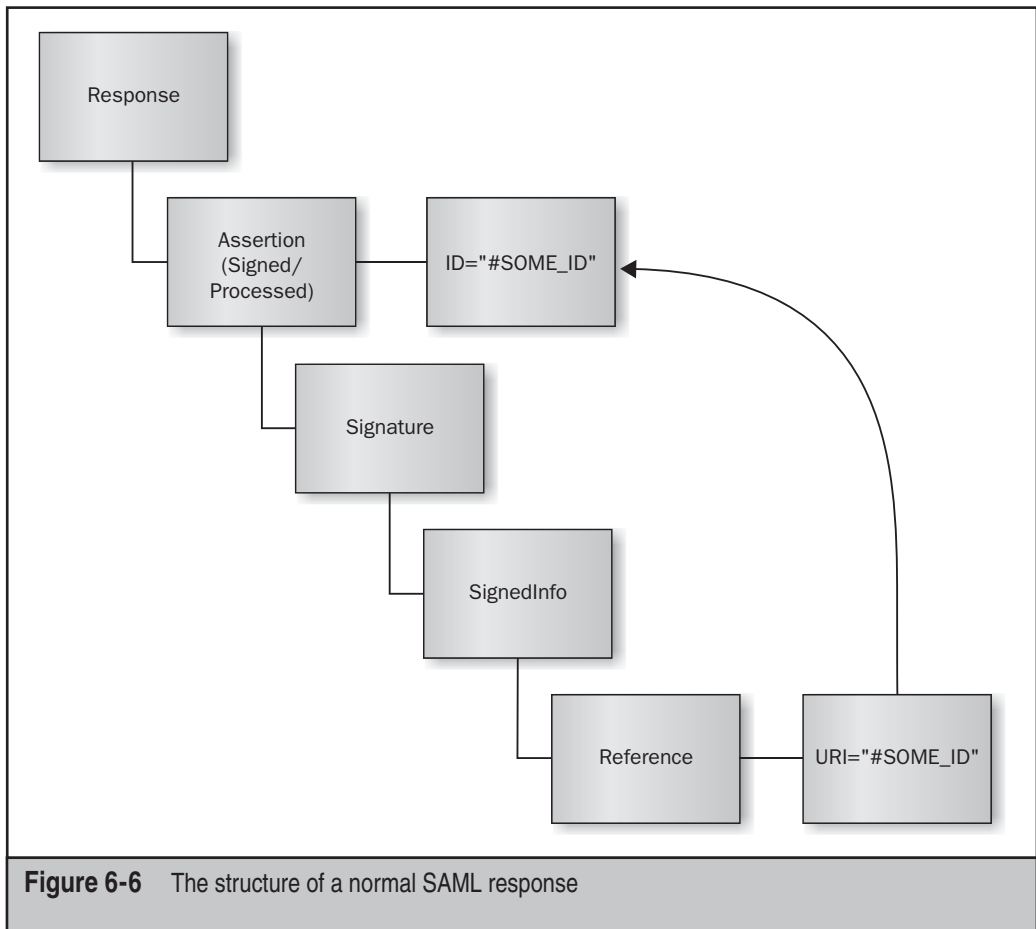 Response
Assertion
(Signed/
Processed)
ID="#SOME_ID"
Signature
SignedInfo
Reference
URI="#SOME_ID"
Figure 6-6 The structure of a normal SAML response